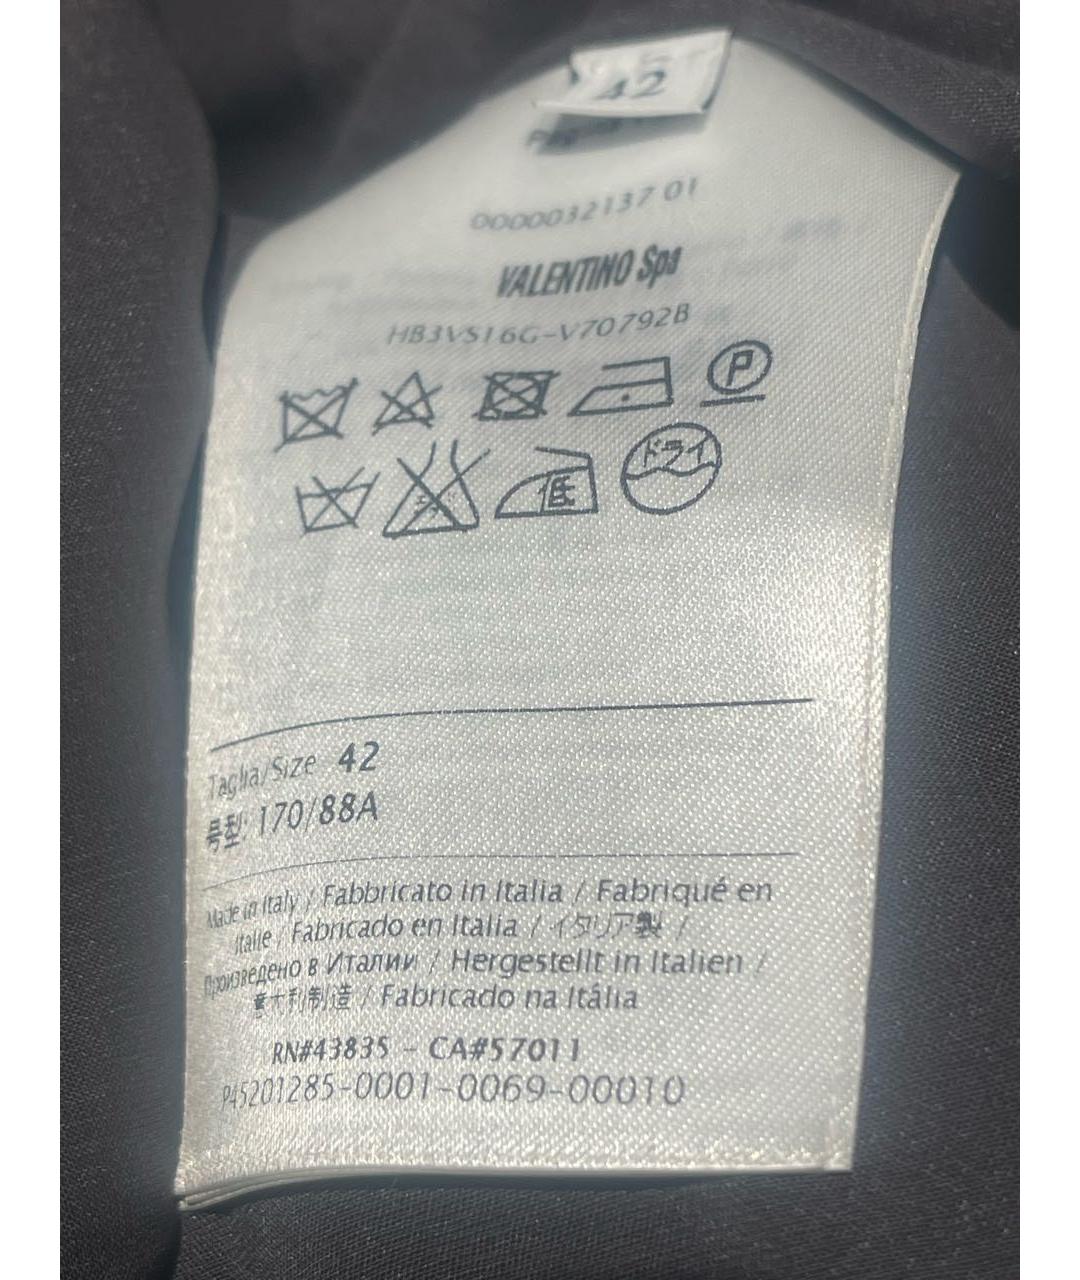 42
0000032137 01
VALENTINO Spa
HB3VS16G-V70792B
P
低
ドライ
Taglia/Size 42
号型: 170/88A
Made in Italy / Fabbricato in Italia / Fabriqué en
Italie / Fabricado en Italia / イタリア製 /
Произведено в Италии / Hergestellt in Italien /
意大利制造 / Fabricado na Itália
RN#43835 - CA#57011
P45201285-0001-0069-00010